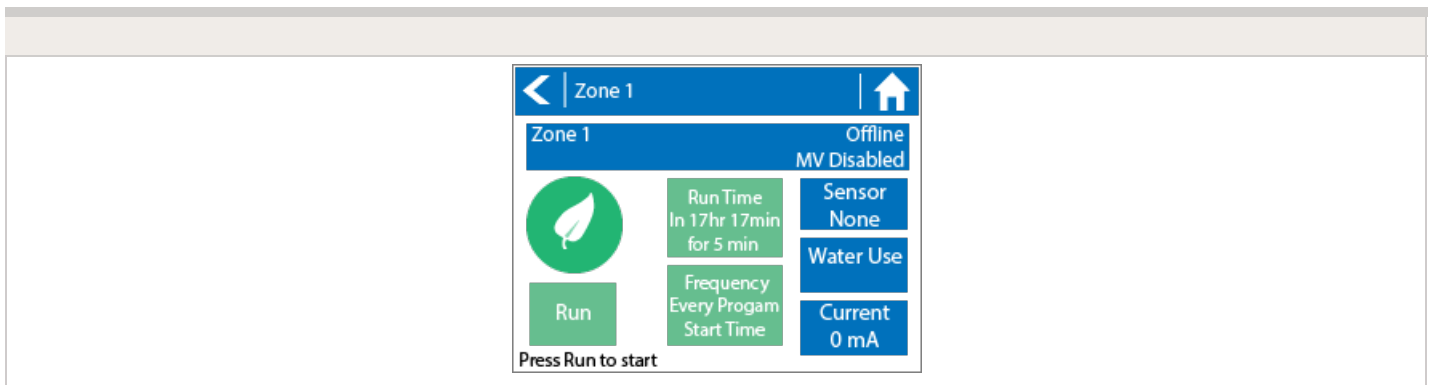 Zone 1
Zone 1
Offline
MV Disabled
Run Time
In 17hr 17min
for 5 min
Sensor
None
Water Use
Run
Frequency
Every Progam
Start Time
Current
0 mA
Press Run to start